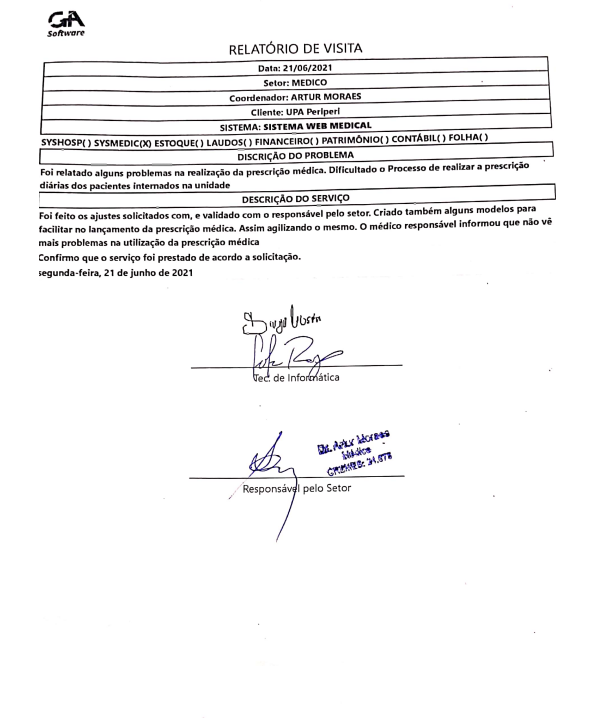 GA
Software
RELATÓRIO DE VISITA
Data: 21/06/2021
Setor: MEDICO
Coordenador: ARTUR MORAES
Cliente: UPA Periperi
SISTEMA: SISTEMA WEB MEDICAL
SYSHOSP( ) SYSMEDIC(X) ESTOQUE( ) LAUDOS( ) FINANCEIRO( ) PATRIMÔNIO( ) CONTÁBIL( ) FOLHA( )
DISCRIÇÃO DO PROBLEMA
Foi relatado alguns problemas na realização da prescrição médica. Dificultado o Processo de realizar a prescrição
diárias dos pacientes internados na unidade
DESCRIÇÃO DO SERVIÇO
Foi feito os ajustes solicitados com, e validado com o responsável pelo setor. Criado também alguns modelos para
facilitar no lançamento da prescrição médica. Assim agilizando o mesmo. O médico responsável informou que não vê
mais problemas na utilização da prescrição médica
Confirmo que o serviço foi prestado de acordo a solicitação.
segunda-feira, 21 de junho de 2021
Tec. de Informática
Dr. Artur Moraes
Médico
Responsável pelo Setor